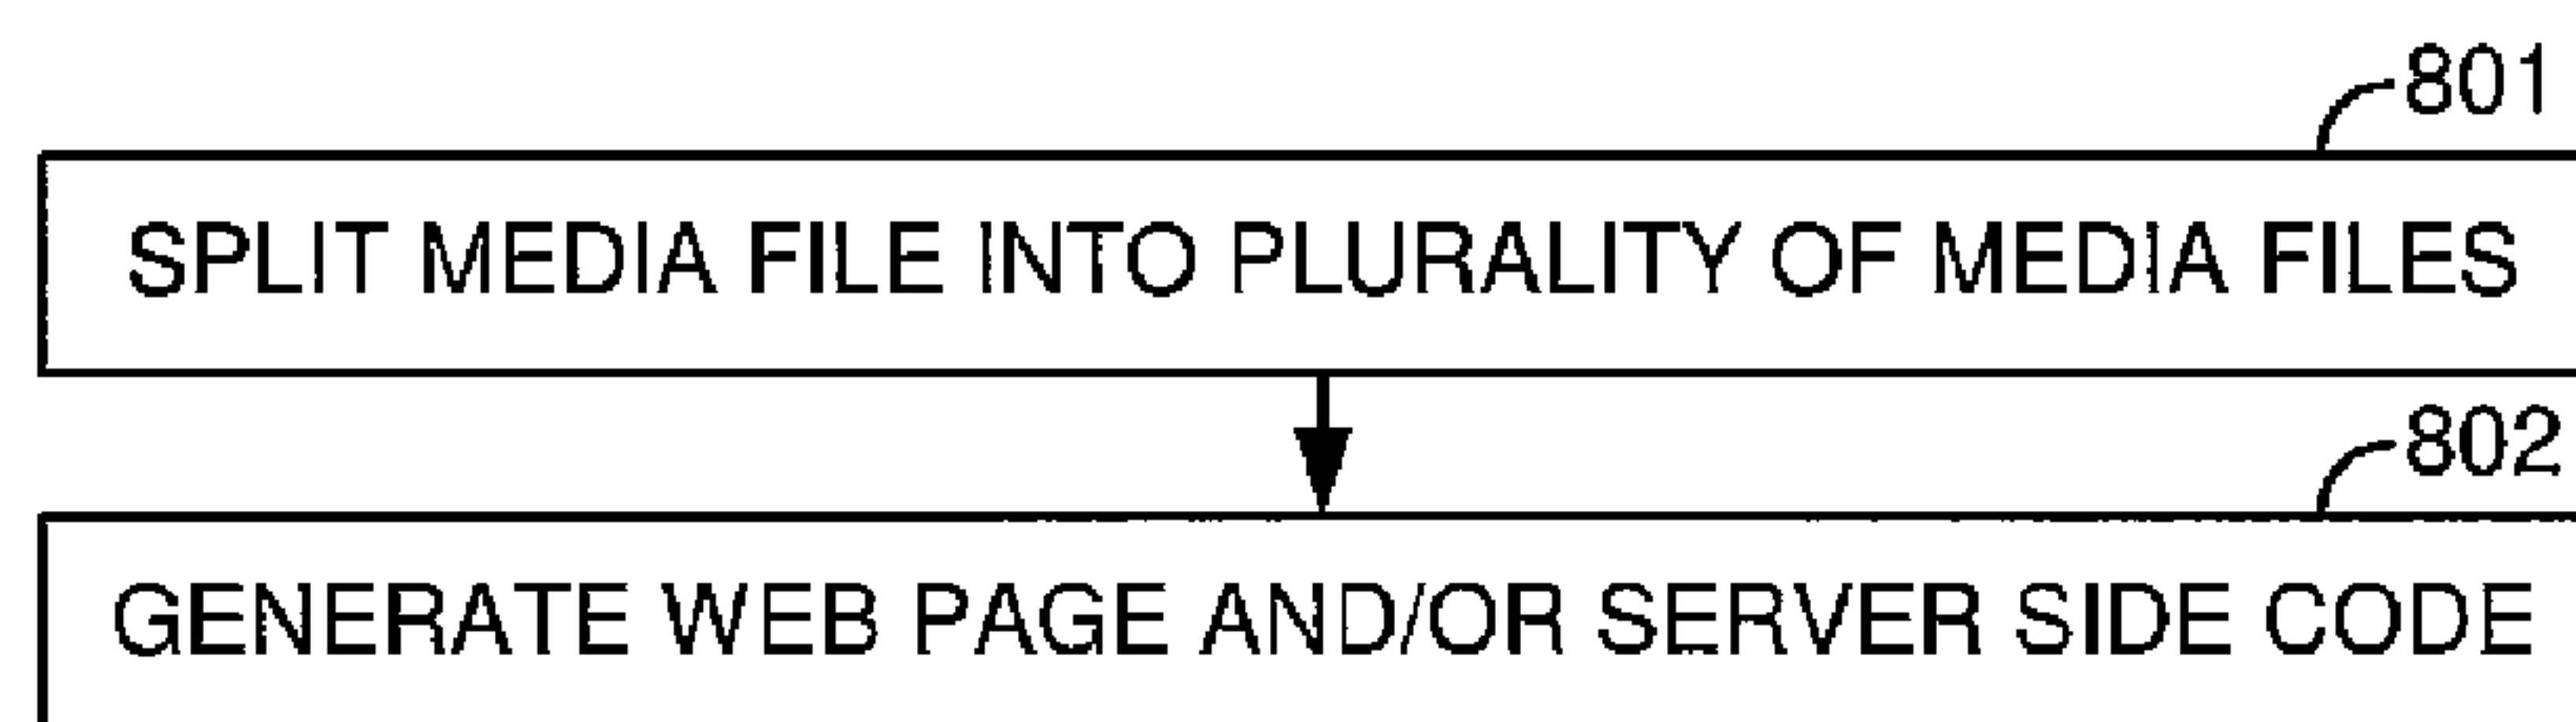 801
SPLIT MEDIA FILE INTO PLURALITY OF MEDIA FILES
802
GENERATE WEB PAGE AND/OR SERVER SIDE CODE